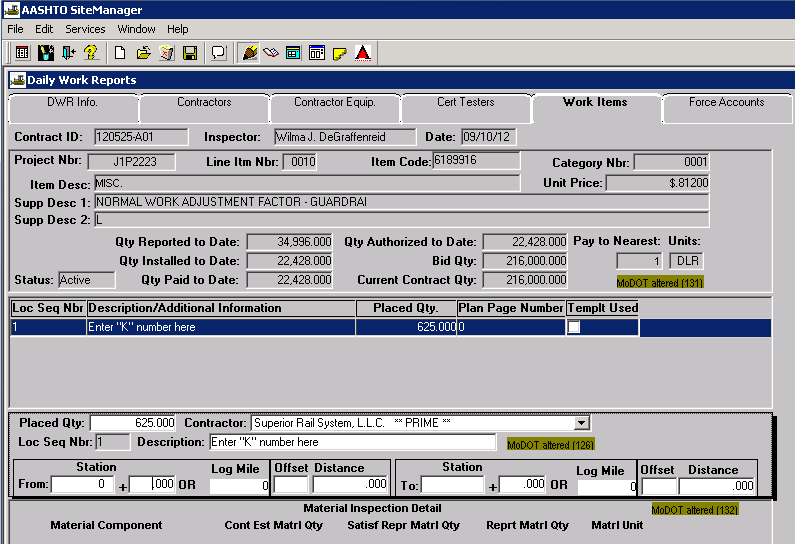 AASHTO SiteManager
File Edit Services Window Help
Daily Work Reports
DWR Info. Contractors Contractor Equip. Cert Testers Work Items Force Accounts
Contract ID: 120525-A01 Inspector: Wilma J. DeGraffenreid Date: 09/10/12
Project Nbr: J1P2223 Line Itm Nbr: 0010 Item Code: 6189916 Category Nbr: 0001
Item Desc: MISC. Unit Price: $.81200
Supp Desc 1: NORMAL WORK ADJUSTMENT FACTOR - GUARDRAI
Supp Desc 2: L
Qty Reported to Date: 34,996.000 Qty Authorized to Date: 22,428.000 Pay to Nearest: Units:
Qty Installed to Date: 22,428.000 Bid Qty: 216,000.000 1 DLR
Status: Active Qty Paid to Date: 22,428.000 Current Contract Qty: 216,000.000 MoDOT altered (131)
Loc Seq Nbr Description/Additional Information Placed Qty. Plan Page Number Templt Used
1 Enter "K" number here 625.000 0
Placed Qty: 625.000 Contractor: Superior Rail System, L.L.C. ** PRIME **
Loc Seq Nbr: 1 Description: Enter "K" number here MoDOT altered (126)
Station Log Mile Offset Distance Station Log Mile Offset Distance
From: 0 + .000 OR 0 .000 To: + .000 OR 0 .000
Material Inspection Detail MoDOT altered (132)
Material Component Cont Est Matrl Qty Satisf Repr Matrl Qty Reprt Matrl Qty Matrl Unit